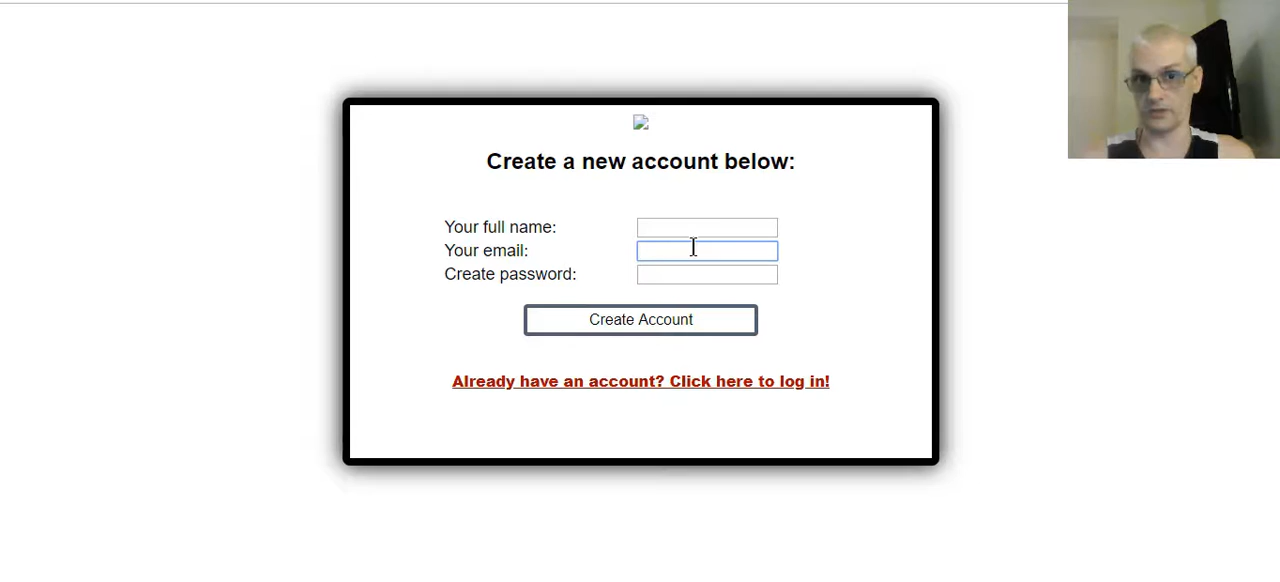 Create a new account below:
Your full name:
Your email:
Create password:
Create Account
Already have an account? Click here to log in!